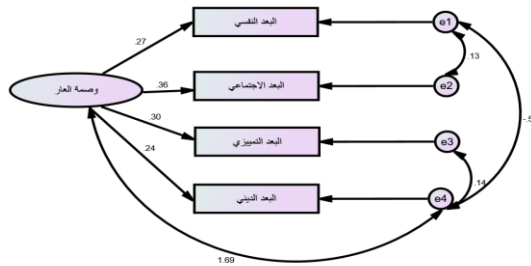 البعد النفسي
e1
.27
.13
وصمة العار
.36
البعد الاجتماعي
e2
.30
-.5
البعد التمييزي
e3
.24
.14
البعد الديني
e4
1.69